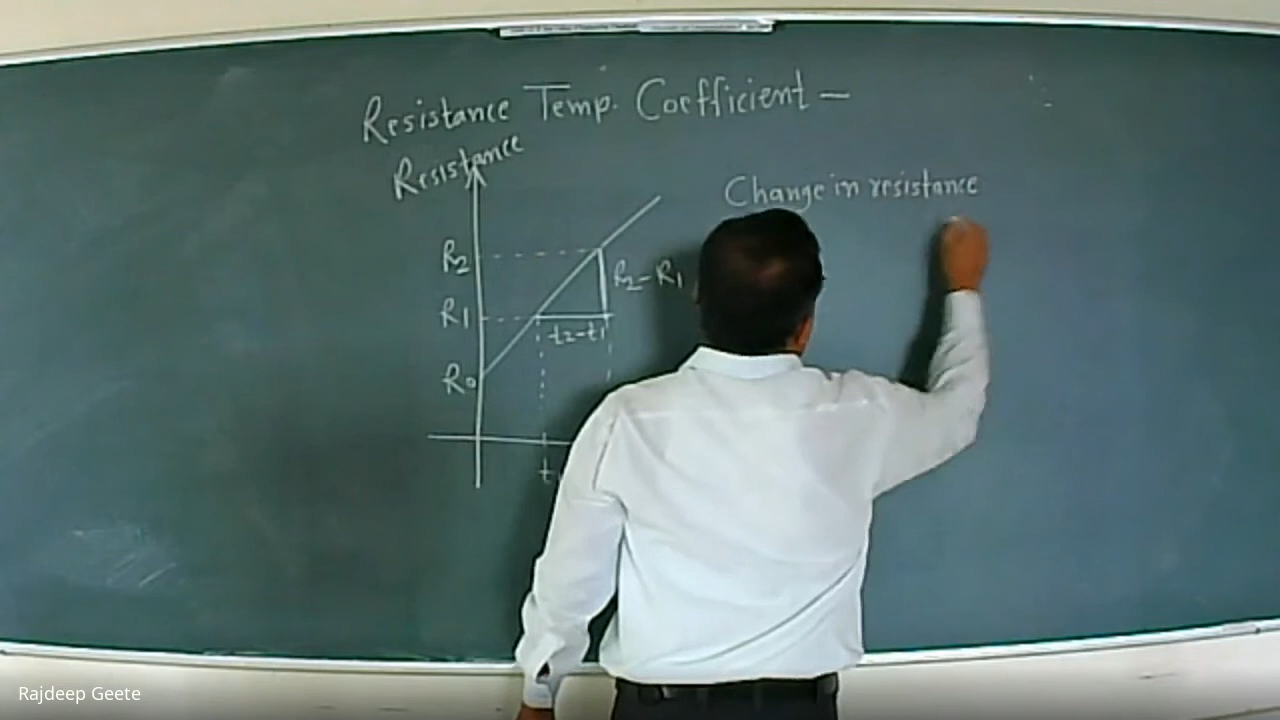 Resistance Temp. Coefficient —
Resistance
Change in resistance
R2
R2-R1
R1
t2-t1
R0
t
Rajdeep Geete